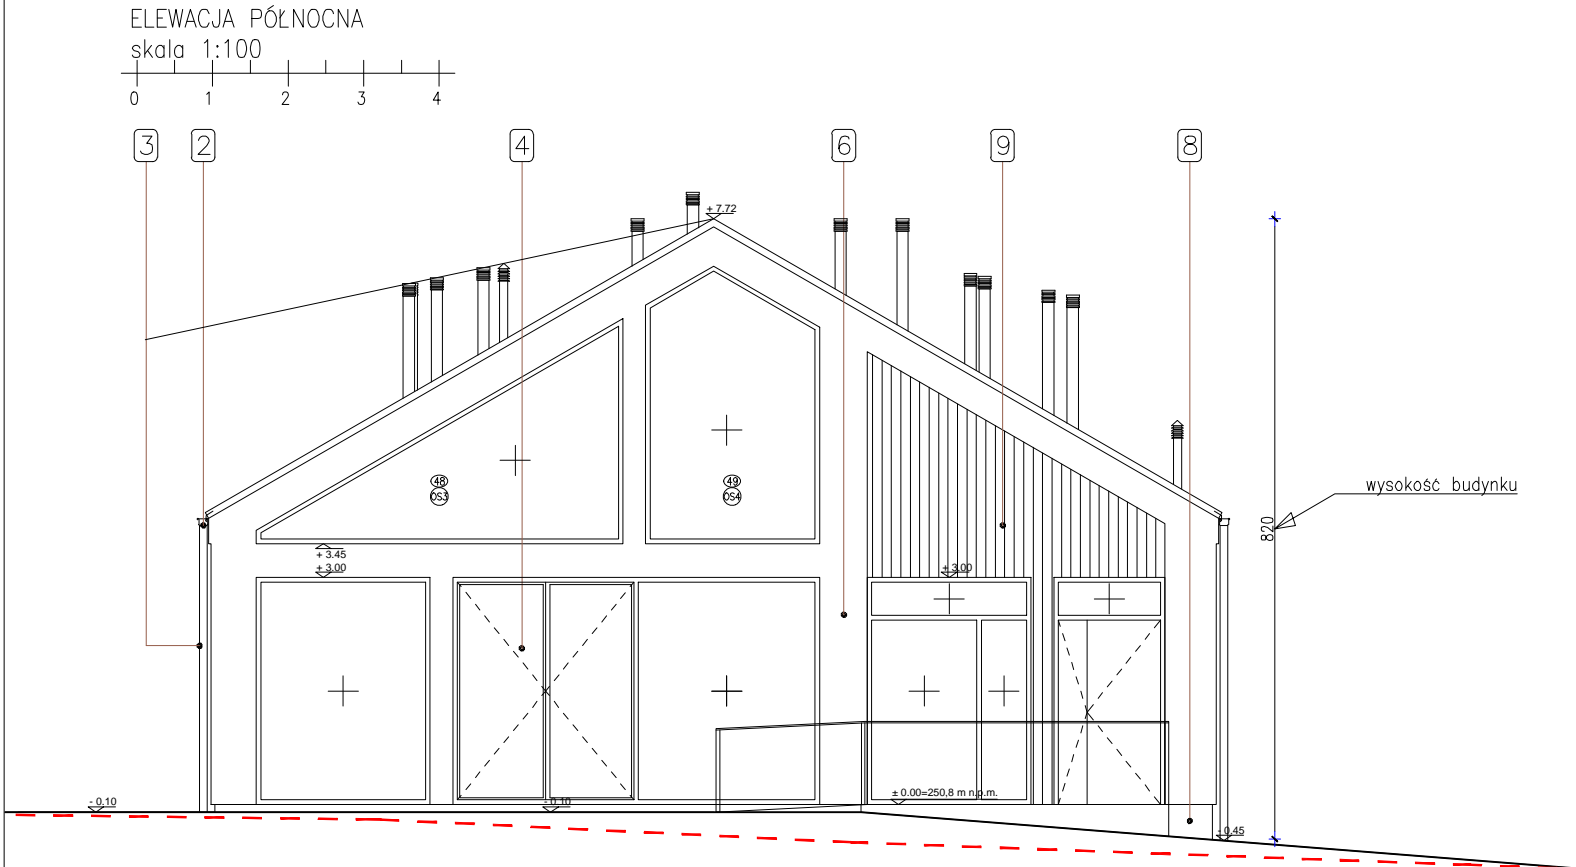 ELEWACJA PÓŁNOCNA
skala 1:100
0 1 2 3 4
3 2 4 6 9 8
+ 7.72
48
OS3
49
OS4
wysokość budynku
820
+ 3.45
+ 3.00
+ 3.00
± 0.00=250,8 m n.p.m.
- 0.10
- 0.10
- 0.45